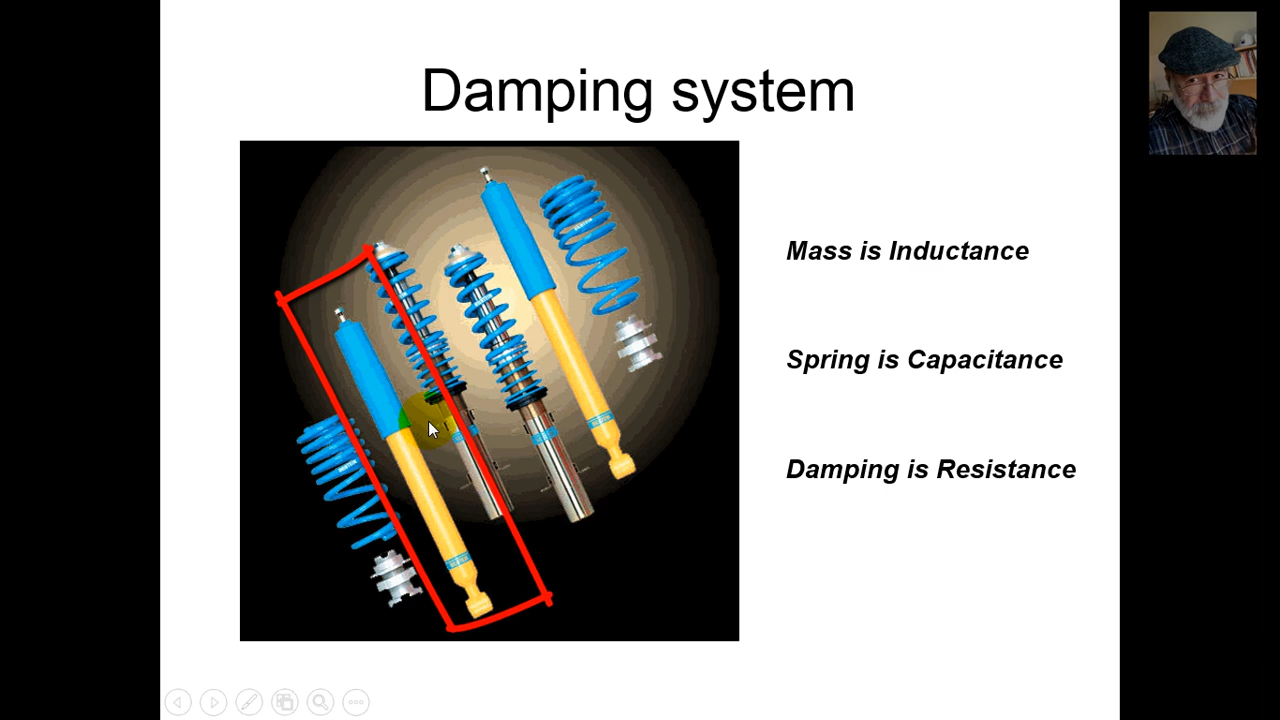 Damping system
Mass is Inductance
Spring is Capacitance
Damping is Resistance